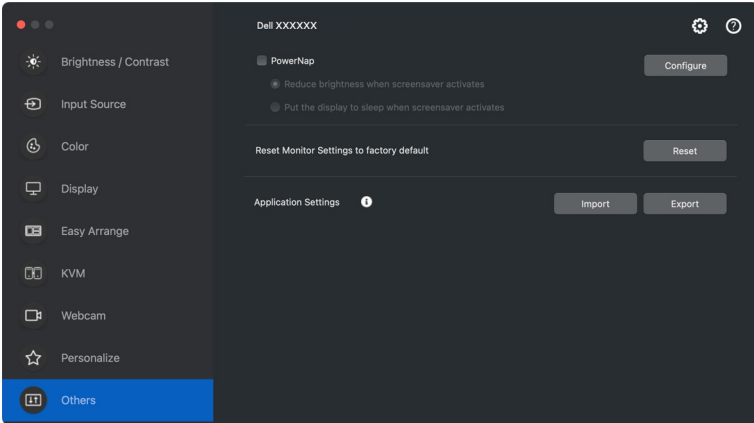 Dell XXXXXX
Brightness / Contrast
Input Source
Color
Display
Easy Arrange
KVM
Webcam
Personalize
Others
PowerNap
Configure
Reduce brightness when screensaver activates
Put the display to sleep when screensaver activates
Reset Monitor Settings to factory default
Reset
Application Settings
Import
Export